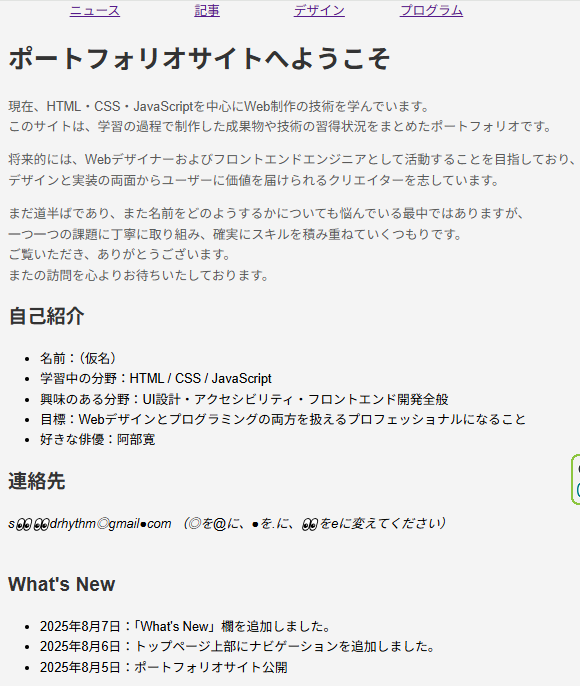 ニュース 記事 デザイン プログラム
ポートフォリオサイトへようこそ
現在、HTML・CSS・JavaScriptを中心にWeb制作の技術を学んでいます。
このサイトは、学習の過程で制作した成果物や技術の習得状況をまとめたポートフォリオです。
将来的には、Webデザイナーおよびフロントエンドエンジニアとして活動することを目指しており、
デザインと実装の両面からユーザーに価値を届けられるクリエイターを志しています。
まだ道半ばであり、また名前をどのようするかについても悩んでいる最中ではありますが、
一つ一つの課題に丁寧に取り組み、確実にスキルを積み重ねていくつもりです。
ご覧いただき、ありがとうございます。
またの訪問を心よりお待ちいたしております。
自己紹介
• 名前：（仮名）
• 学習中の分野：HTML / CSS / JavaScript
• 興味のある分野：UI設計・アクセシビリティ・フロントエンド開発全般
• 目標：Webデザインとプログラミングの両方を扱えるプロフェッショナルになること
• 好きな俳優：阿部寛
連絡先
s👀👀drhythm◎gmail●com （◎を@に、●を.に、👀をeに変えてください）
What's New
• 2025年8月7日：「What's New」欄を追加しました。
• 2025年8月6日：トップページ上部にナビゲーションを追加しました。
• 2025年8月5日：ポートフォリオサイト公開